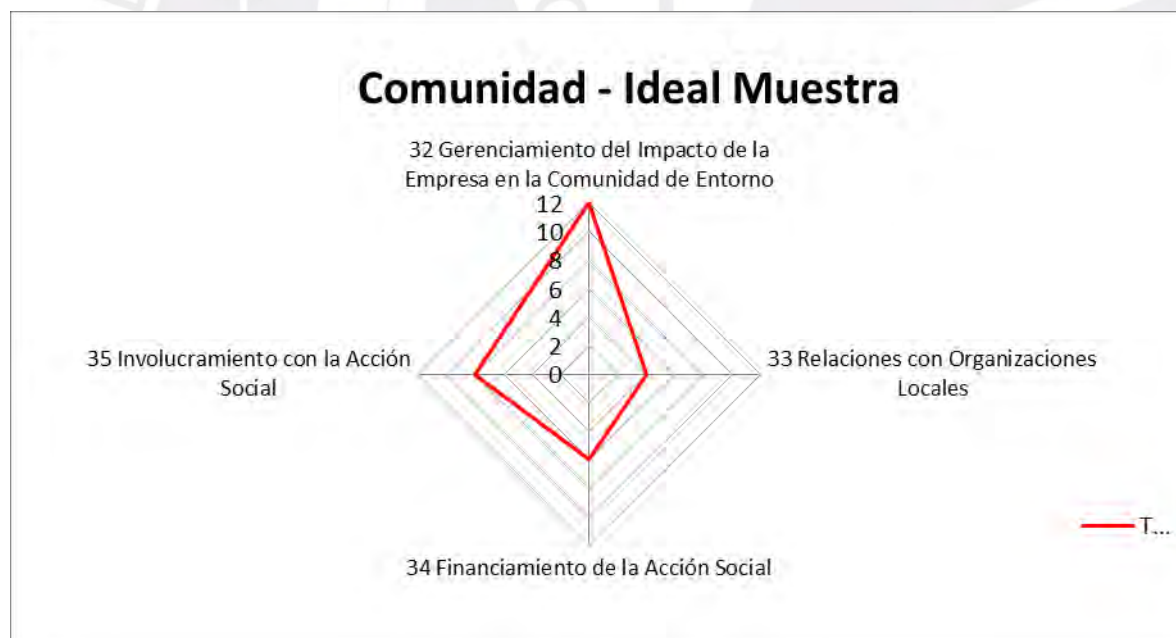 Comunidad - Ideal Muestra
32 Gerenciamiento del Impacto de la
Empresa en la Comunidad de Entorno
12
10
8
6
4
2
0
35 Involucramiento con la Acción
Social
33 Relaciones con Organizaciones
Locales
34 Financiamiento de la Acción Social
T...